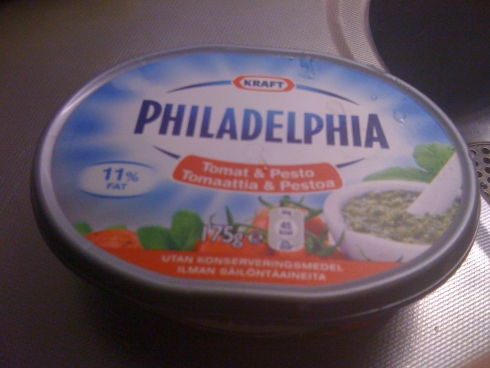 KRAFT
PHILADELPHIA
Tomat & Pesto
Tomaattia & Pestoa
11%
FAT
175g e
UTAN KONSERVERINGSMEDEL
ILMAN SÄILÖNTÄAINEITA